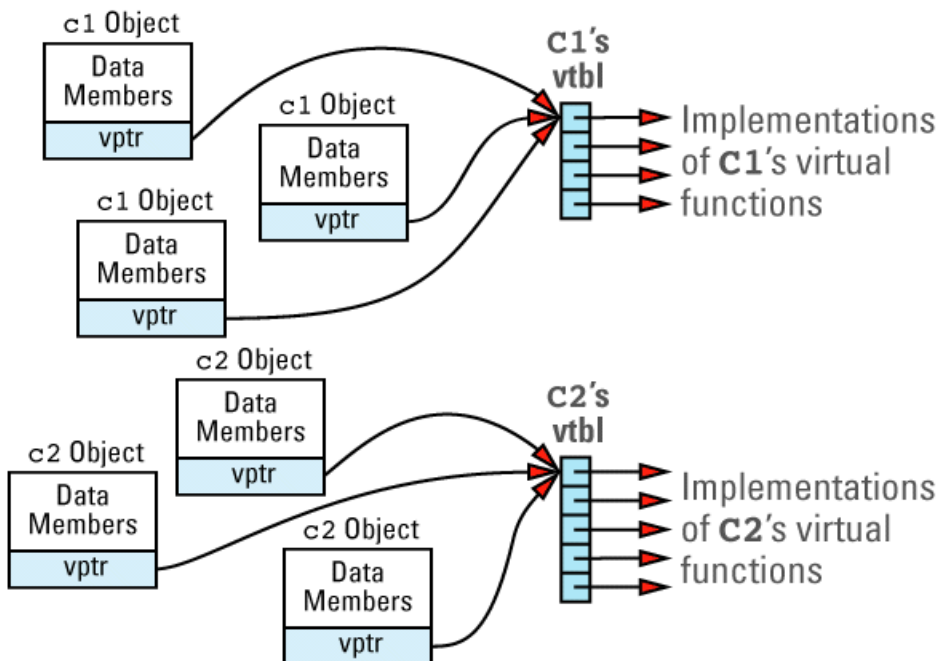 c1 Object
Data
Members
vptr
c1 Object
Data
Members
vptr
c1 Object
Data
Members
vptr
C1's
vtbl
Implementations
of C1's virtual
functions
c2 Object
Data
Members
vptr
c2 Object
Data
Members
vptr
c2 Object
Data
Members
vptr
C2's
vtbl
Implementations
of C2's virtual
functions